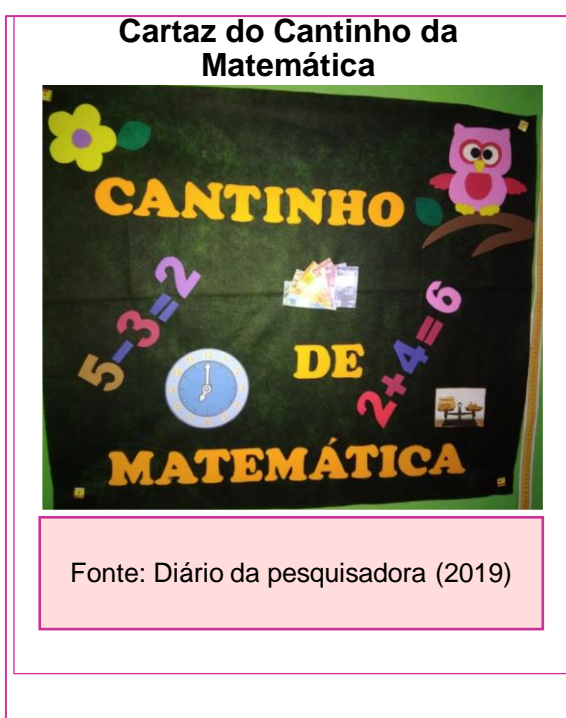 Cartaz do Cantinho da
Matemática
CANTINHO
5-3=2
DE
2+4=6
MATEMÁTICA
Fonte: Diário da pesquisadora (2019)